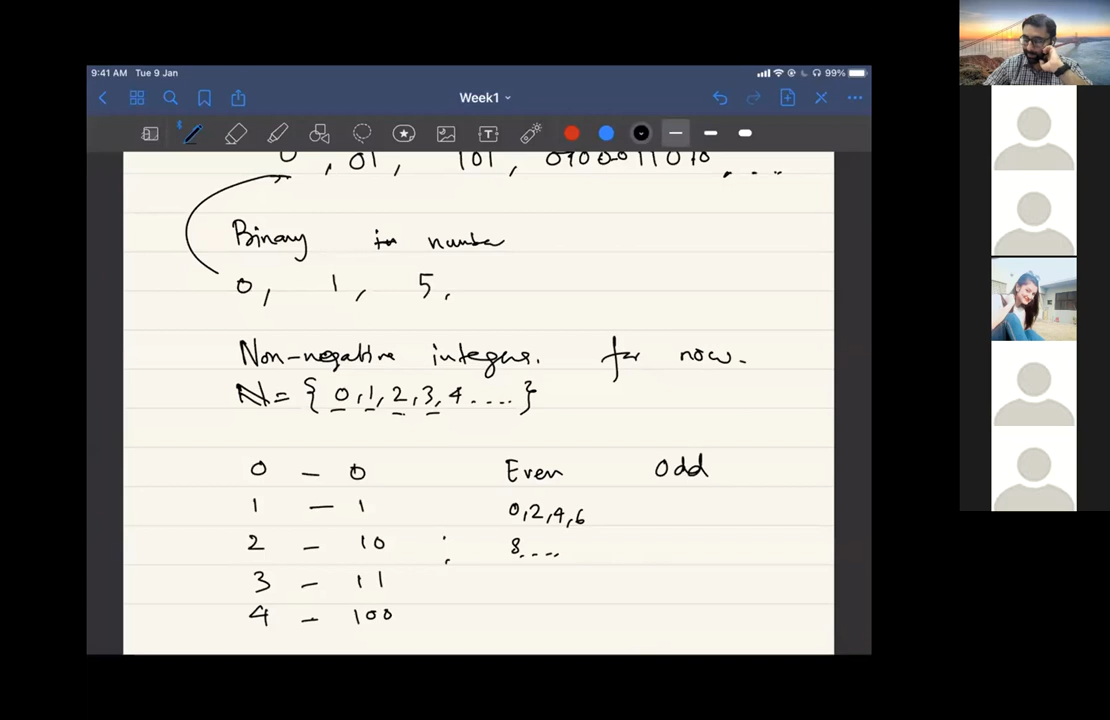 9:41 AM Tue 9 Jan
99%
Week1
0, 01, 101, 0100011010, ...
Binary in number
0, 1, 5,
Non-negative integers. for now.
N = { 0, 1, 2, 3, 4 .... }
0 - 0 Even Odd
1 - 1 0, 2, 4, 6
2 - 10 : 8....
3 - 11
4 - 100